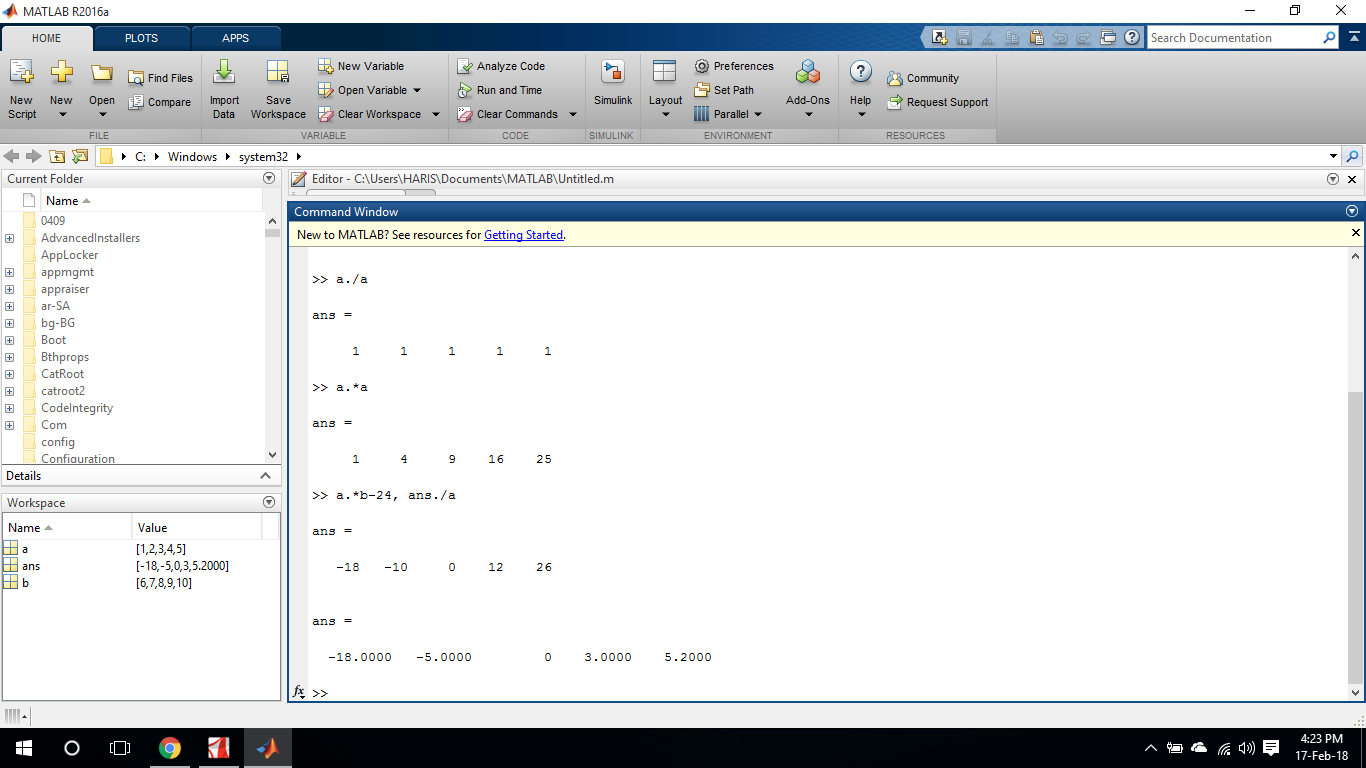 MATLAB R2016a
HOME PLOTS APPS
Search Documentation
New Script
New
Open
Find Files
Compare
Import Data
Save Workspace
New Variable
Open Variable
Clear Workspace
Analyze Code
Run and Time
Clear Commands
Simulink
Layout
Preferences
Set Path
Parallel
Add-Ons
Help
Community
Request Support
FILE VARIABLE CODE SIMULINK ENVIRONMENT RESOURCES
C: Windows system32
Current Folder
Name
0409
AdvancedInstallers
AppLocker
appmgmt
appraiser
ar-SA
bg-BG
Boot
Bthprops
CatRoot
catroot2
CodeIntegrity
Com
config
Configuration
Details
Workspace
Name Value
a [1,2,3,4,5]
ans [-18,-5,0,3,5.2000]
b [6,7,8,9,10]
Editor - C:\Users\HARIS\Documents\MATLAB\Untitled.m
Command Window
New to MATLAB? See resources for Getting Started.
>> a./a
ans =
1 1 1 1 1
>> a.*a
ans =
1 4 9 16 25
>> a.*b-24, ans./a
ans =
-18 -10 0 12 26
ans =
-18.0000 -5.0000 0 3.0000 5.2000
fx >>
4:23 PM
17-Feb-18